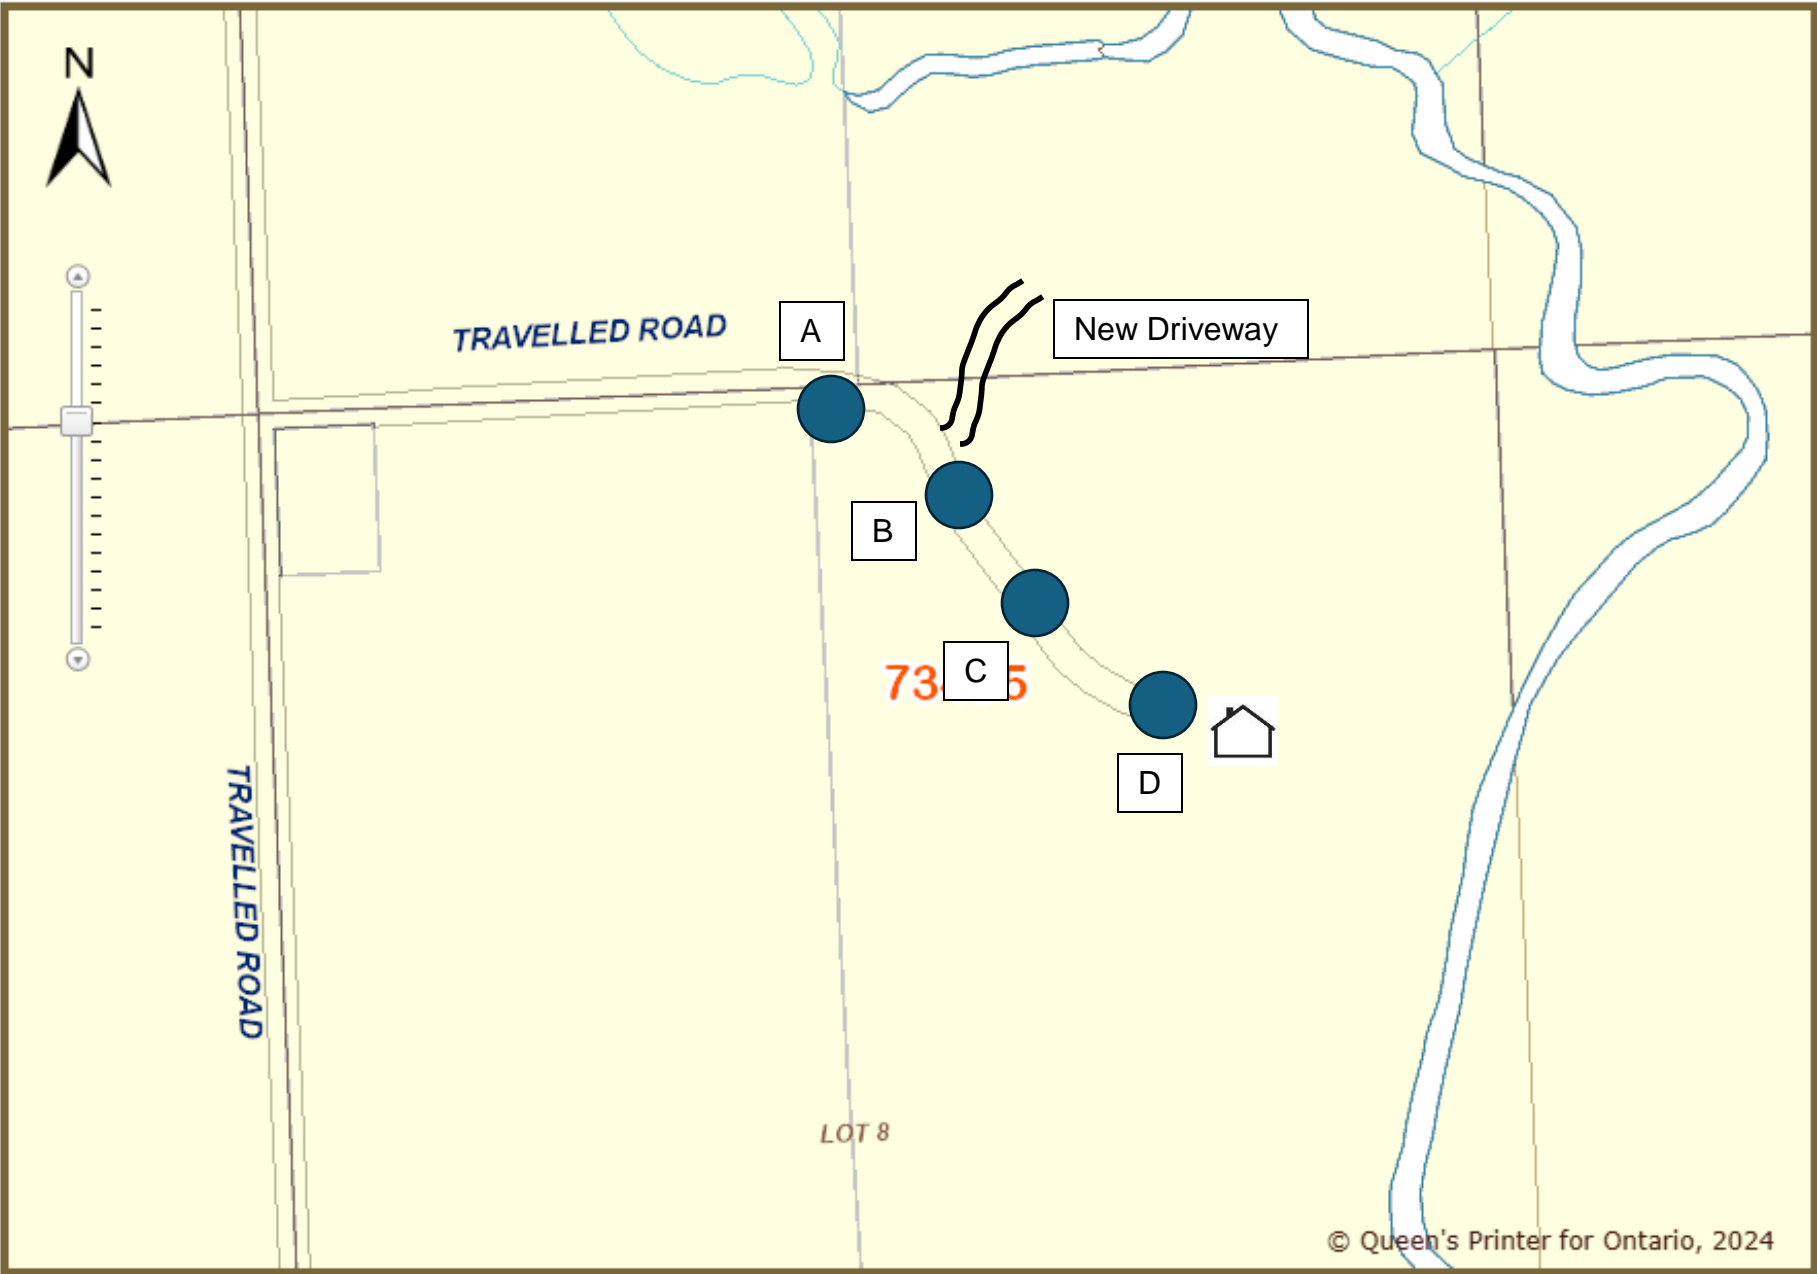 N
TRAVELLED ROAD
A
New Driveway
B
C
D
TRAVELLED ROAD
LOT 8
© Queen's Printer for Ontario, 2024